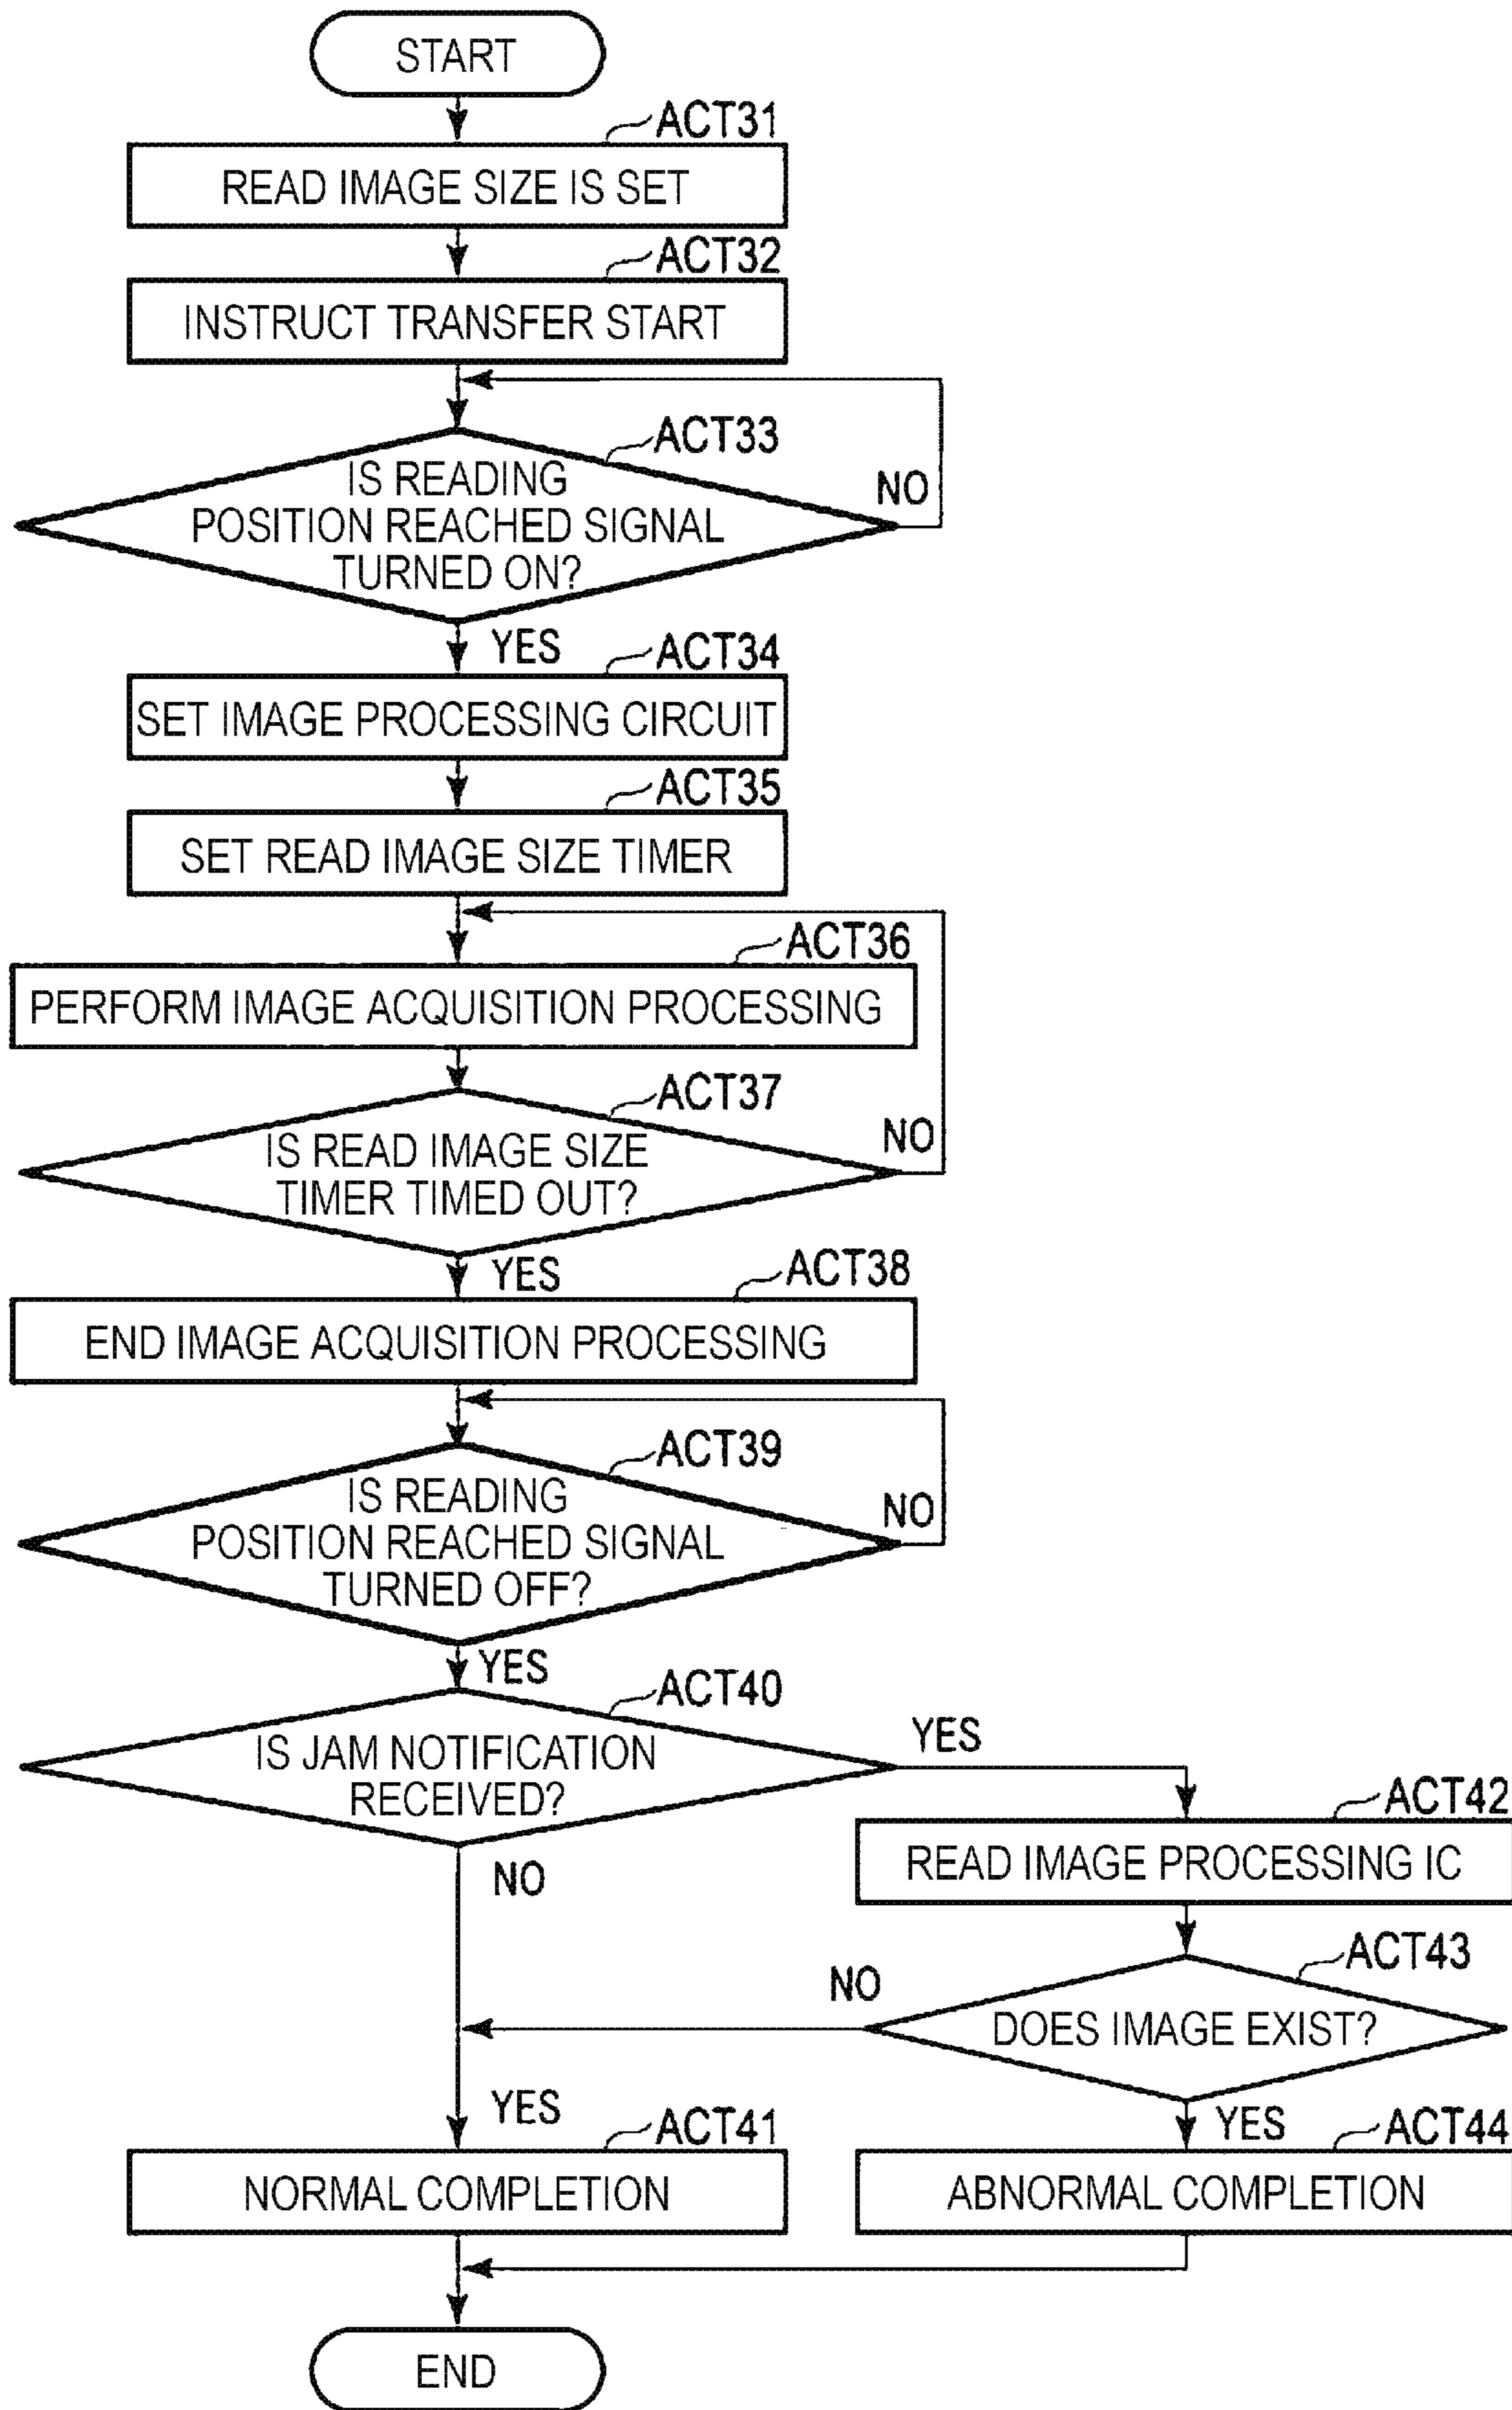 START
ACT31
READ IMAGE SIZE IS SET
ACT32
INSTRUCT TRANSFER START
ACT33
IS READING
POSITION REACHED SIGNAL
TURNED ON?
NO
YES
ACT34
SET IMAGE PROCESSING CIRCUIT
ACT35
SET READ IMAGE SIZE TIMER
ACT36
PERFORM IMAGE ACQUISITION PROCESSING
ACT37
IS READ IMAGE SIZE
TIMER TIMED OUT?
NO
YES
ACT38
END IMAGE ACQUISITION PROCESSING
ACT39
IS READING
POSITION REACHED SIGNAL
TURNED OFF?
NO
YES
ACT40
IS JAM NOTIFICATION
RECEIVED?
YES
NO
ACT42
READ IMAGE PROCESSING IC
ACT43
DOES IMAGE EXIST?
NO
YES
YES
ACT41
NORMAL COMPLETION
ACT44
ABNORMAL COMPLETION
END